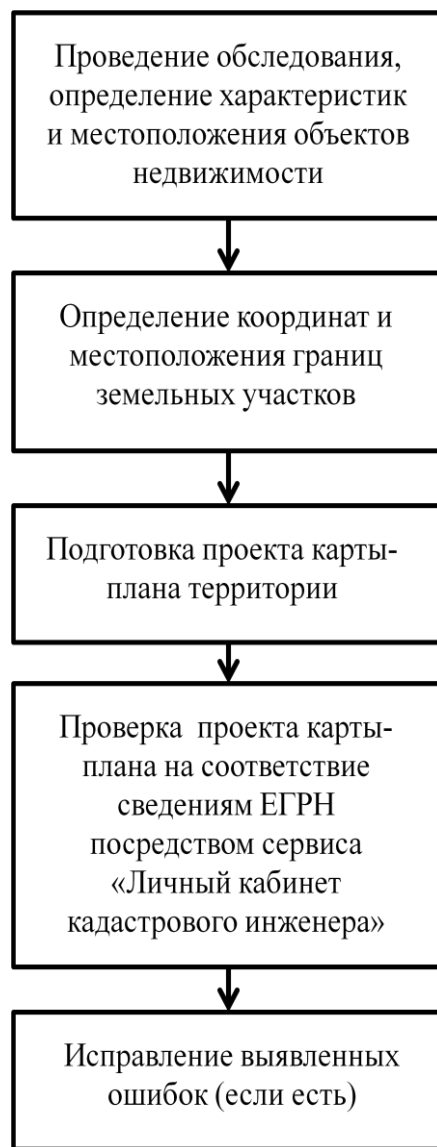 Проведение обследования,
определение характеристик
и местоположения объектов
недвижимости
Определение координат и
местоположения границ
земельных участков
Подготовка проекта карты-
плана территории
Проверка проекта карты-
плана на соответствие
сведениям ЕГРН
посредством сервиса
«Личный кабинет
кадастрового инженера»
Исправление выявленных
ошибок (если есть)